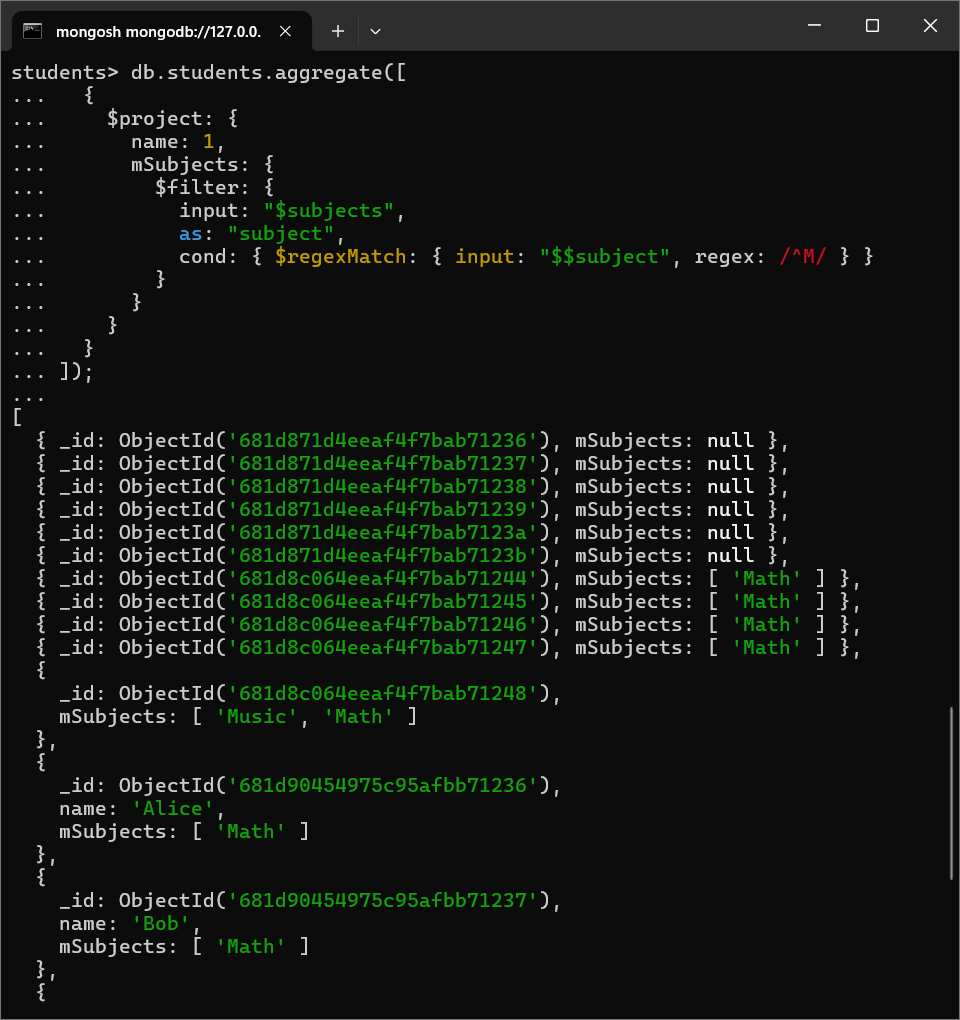 mongosh mongodb://127.0.0.
students> db.students.aggregate([
...   {
...     $project: {
...       name: 1,
...       mSubjects: {
...         $filter: {
...           input: "$subjects",
...           as: "subject",
...           cond: { $regexMatch: { input: "$$subject", regex: /^M/ } }
...         }
...       }
...     }
...   }
... ]);
...
[
  { _id: ObjectId('681d871d4eeaf4f7bab71236'), mSubjects: null },
  { _id: ObjectId('681d871d4eeaf4f7bab71237'), mSubjects: null },
  { _id: ObjectId('681d871d4eeaf4f7bab71238'), mSubjects: null },
  { _id: ObjectId('681d871d4eeaf4f7bab71239'), mSubjects: null },
  { _id: ObjectId('681d871d4eeaf4f7bab7123a'), mSubjects: null },
  { _id: ObjectId('681d871d4eeaf4f7bab7123b'), mSubjects: null },
  { _id: ObjectId('681d8c064eeaf4f7bab71244'), mSubjects: [ 'Math' ] },
  { _id: ObjectId('681d8c064eeaf4f7bab71245'), mSubjects: [ 'Math' ] },
  { _id: ObjectId('681d8c064eeaf4f7bab71246'), mSubjects: [ 'Math' ] },
  { _id: ObjectId('681d8c064eeaf4f7bab71247'), mSubjects: [ 'Math' ] },
  {
    _id: ObjectId('681d8c064eeaf4f7bab71248'),
    mSubjects: [ 'Music', 'Math' ]
  },
  {
    _id: ObjectId('681d90454975c95afbb71236'),
    name: 'Alice',
    mSubjects: [ 'Math' ]
  },
  {
    _id: ObjectId('681d90454975c95afbb71237'),
    name: 'Bob',
    mSubjects: [ 'Math' ]
  },
  {